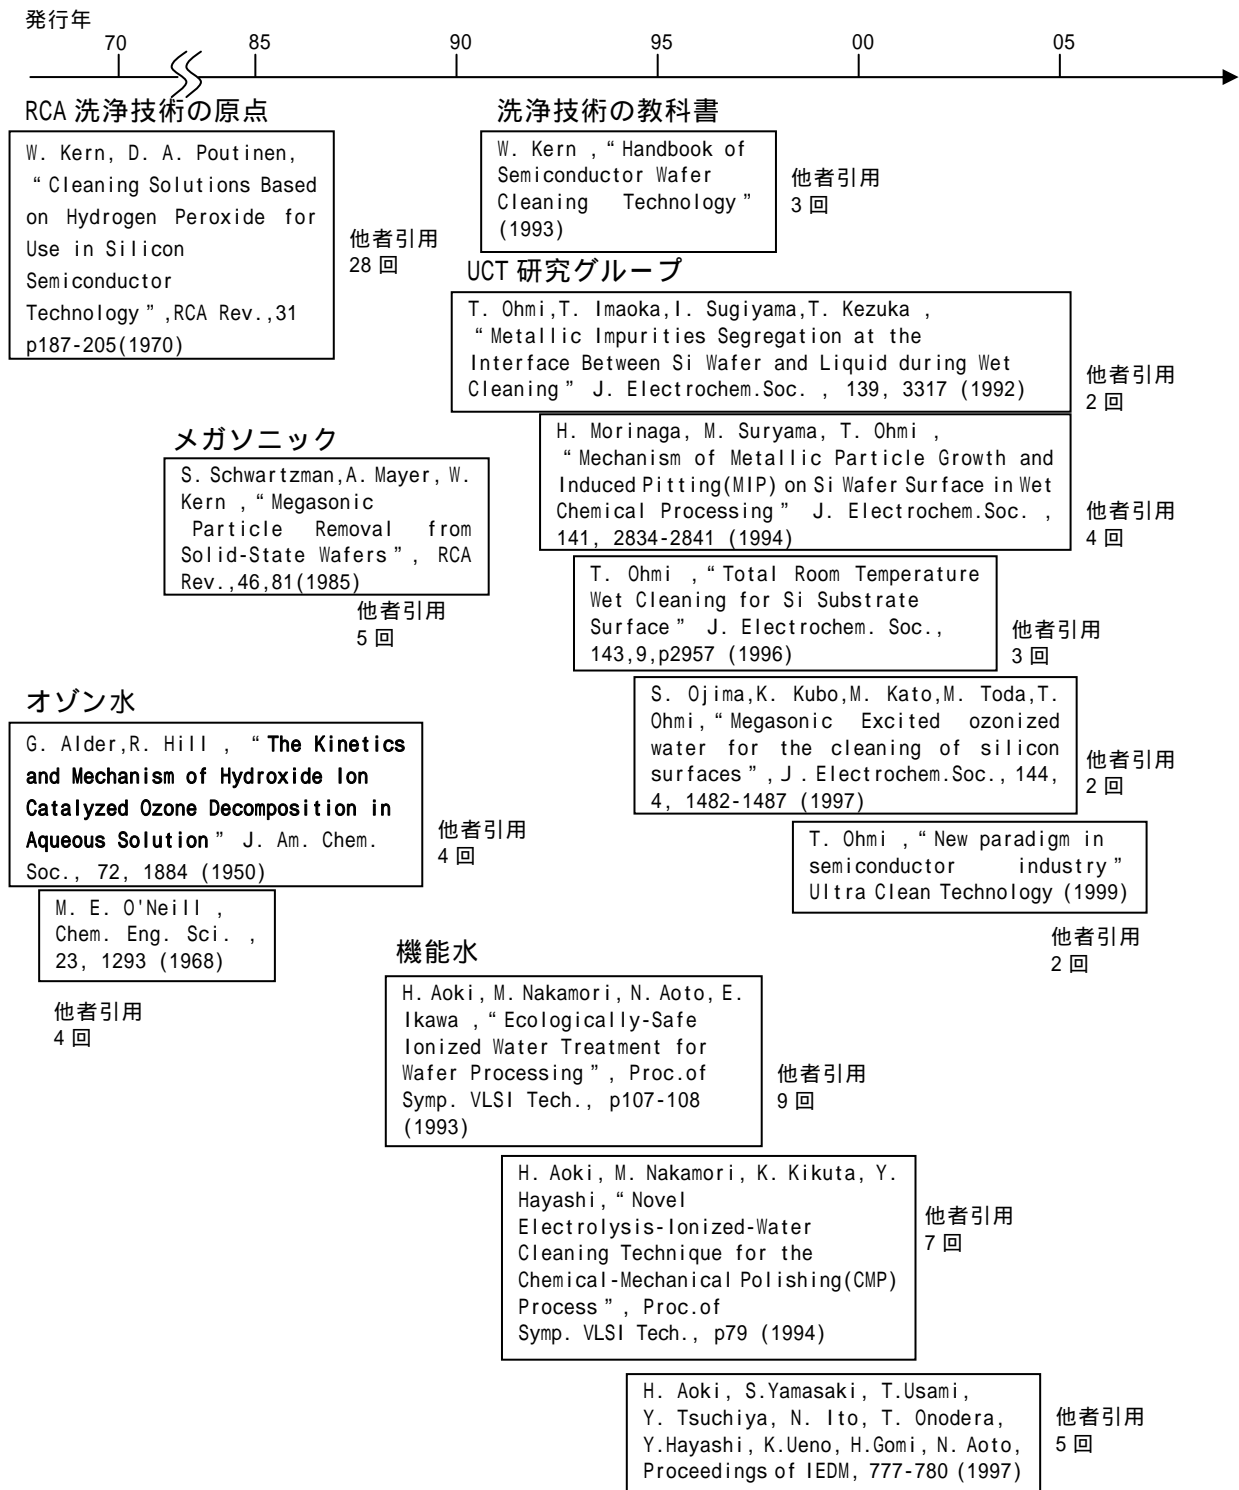 発行年
70 85 90 95 00 05
RCA 洗浄技術の原点
W. Kern, D. A. Poutinen,
“Cleaning Solutions Based
on Hydrogen Peroxide for
Use in Silicon
Semiconductor
Technology”,RCA Rev.,31
p187-205(1970)
他者引用
28 回
洗浄技術の教科書
W. Kern ,“Handbook of
Semiconductor Wafer
Cleaning Technology”
(1993)
他者引用
3 回
UCT 研究グループ
T. Ohmi,T. Imaoka,I. Sugiyama,T. Kezuka ,
“Metallic Impurities Segregation at the
Interface Between Si Wafer and Liquid during Wet
Cleaning” J. Electrochem.Soc. , 139, 3317 (1992)
他者引用
2 回
H. Morinaga, M. Suryama, T. Ohmi ,
“Mechanism of Metallic Particle Growth and
Induced Pitting(MIP) on Si Wafer Surface in Wet
Chemical Processing” J. Electrochem.Soc. ,
141, 2834-2841 (1994)
他者引用
4 回
メガソニック
S. Schwartzman,A. Mayer, W.
Kern ,“Megasonic
Particle Removal from
Solid-State Wafers”, RCA
Rev.,46,81(1985)
他者引用
5 回
T. Ohmi ,“Total Room Temperature
Wet Cleaning for Si Substrate
Surface” J. Electrochem. Soc.,
143,9,p2957 (1996)
他者引用
3 回
S. Ojima,K. Kubo,M. Kato,M. Toda,T.
Ohmi,“Megasonic Excited ozonized
water for the cleaning of silicon
surfaces”,J.Electrochem.Soc., 144,
4, 1482-1487 (1997)
他者引用
2 回
T. Ohmi ,“New paradigm in
semiconductor industry”
Ultra Clean Technology (1999)
他者引用
2 回
オゾン水
G. Alder,R. Hill , “The Kinetics
and Mechanism of Hydroxide Ion
Catalyzed Ozone Decomposition in
Aqueous Solution” J. Am. Chem.
Soc., 72, 1884 (1950)
他者引用
4 回
M. E. O'Neill ,
Chem. Eng. Sci. ,
23, 1293 (1968)
他者引用
4 回
機能水
H. Aoki, M. Nakamori, N. Aoto, E.
Ikawa ,“Ecologically-Safe
Ionized Water Treatment for
Wafer Processing”, Proc.of
Symp. VLSI Tech., p107-108
(1993)
他者引用
9 回
H. Aoki, M. Nakamori, K. Kikuta, Y.
Hayashi,“Novel
Electrolysis-Ionized-Water
Cleaning Technique for the
Chemical-Mechanical Polishing(CMP)
Process”, Proc.of
Symp. VLSI Tech., p79 (1994)
他者引用
7 回
H. Aoki, S.Yamasaki, T.Usami,
Y. Tsuchiya, N. Ito, T. Onodera,
Y.Hayashi, K.Ueno, H.Gomi, N. Aoto,
Proceedings of IEDM, 777-780 (1997)
他者引用
5 回